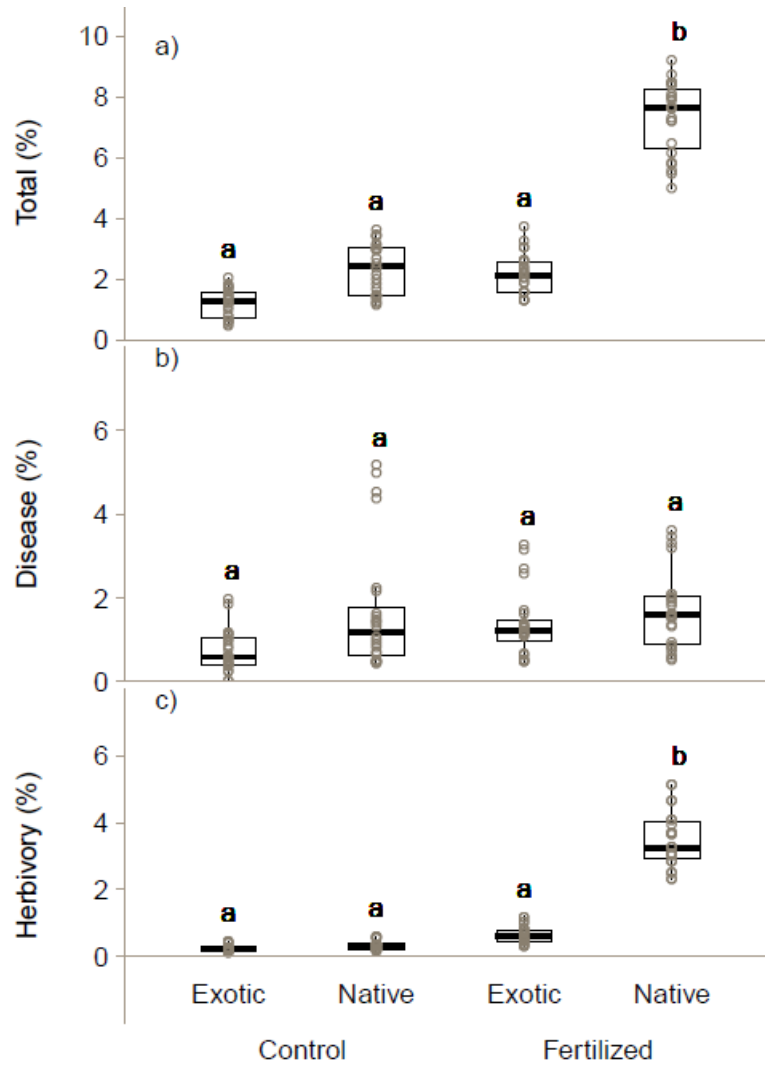 a)
b
10
8
6
4
2
0
Total (%)
a
a
a
b)
6
4
2
0
Disease (%)
a
a
a
a
c)
6
4
2
0
Herbivory (%)
a
a
a
b
Exotic Native Exotic Native
Control Fertilized